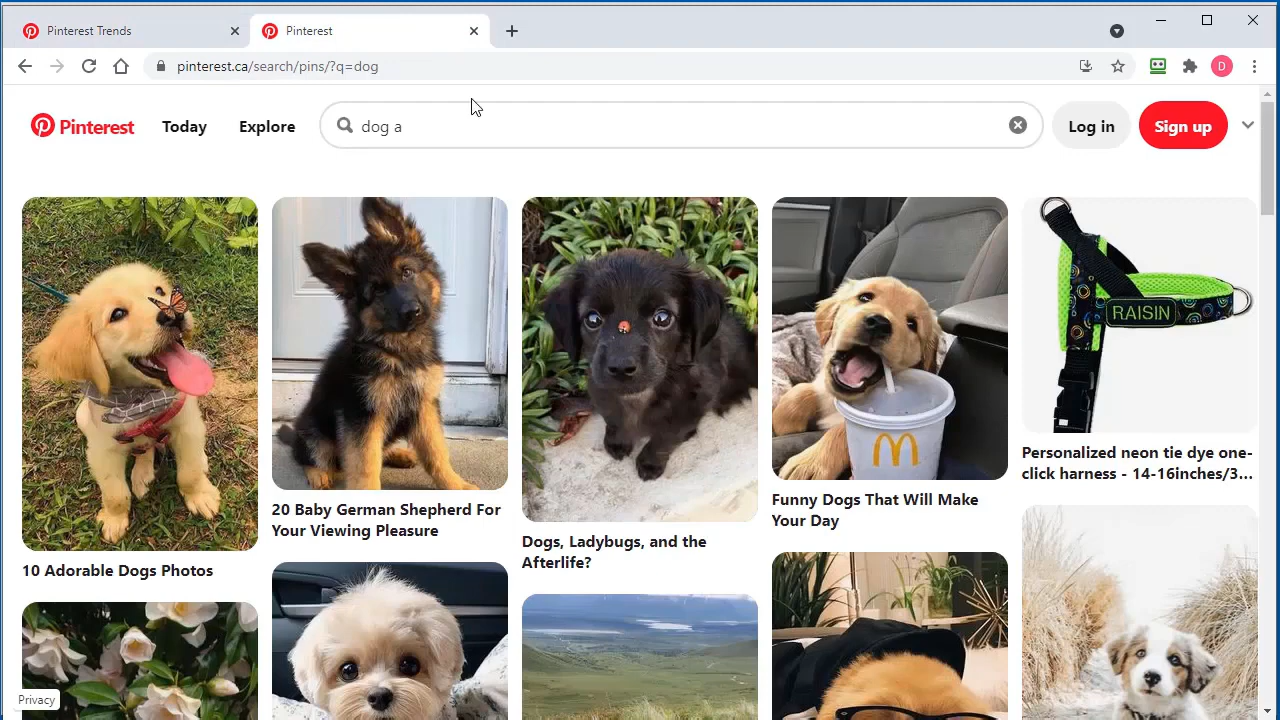 Pinterest Trends
Pinterest
pinterest.ca/search/pins/?q=dog
D
Pinterest
Today
Explore
dog a
Log in
Sign up
RAISIN
Personalized neon tie dye one-
click harness - 14-16inches/3...
20 Baby German Shepherd For
Your Viewing Pleasure
Funny Dogs That Will Make
Your Day
Dogs, Ladybugs, and the
Afterlife?
10 Adorable Dogs Photos
Privacy